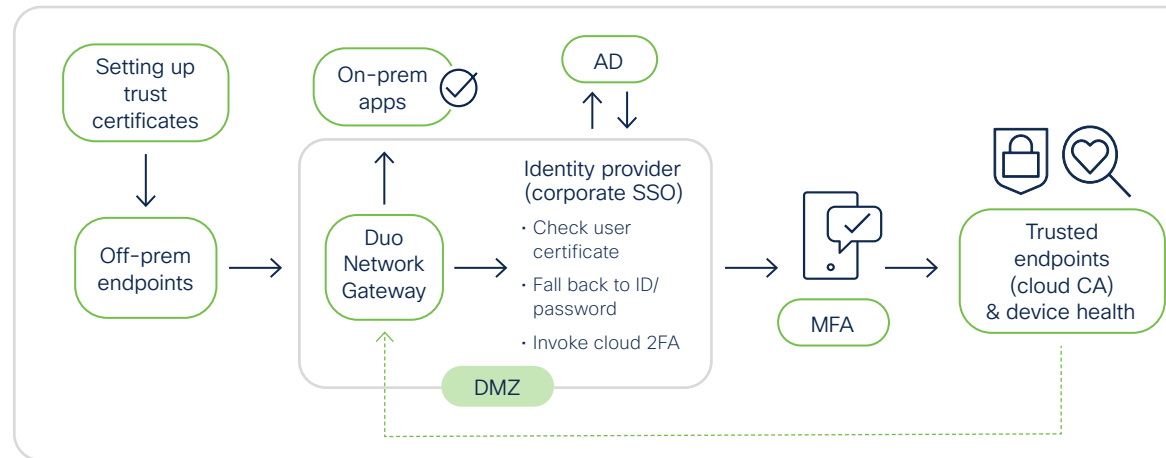 Setting up
trust
certificates
Off-prem
endpoints
On-prem
apps
Duo
Network
Gateway
AD
Identity provider
(corporate SSO)
· Check user
certificate
· Fall back to ID/
password
· Invoke cloud 2FA
DMZ
MFA
Trusted
endpoints
(cloud CA)
& device health